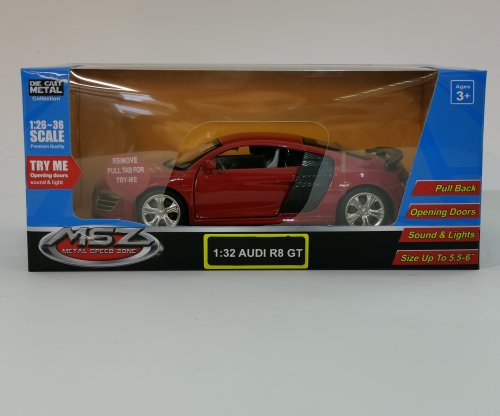 DIE CAST
METAL
Collection
Ages
3+
1:28-36
SCALE
Premium Quality
TRY ME
Opening doors
sound & light
REMOVE
PULL TAB FOR
TRY-ME
Pull Back
Opening Doors
Sound & Lights
Size Up To 5.5-6"
MSZ
METAL SPEED ZONE
1:32 AUDI R8 GT